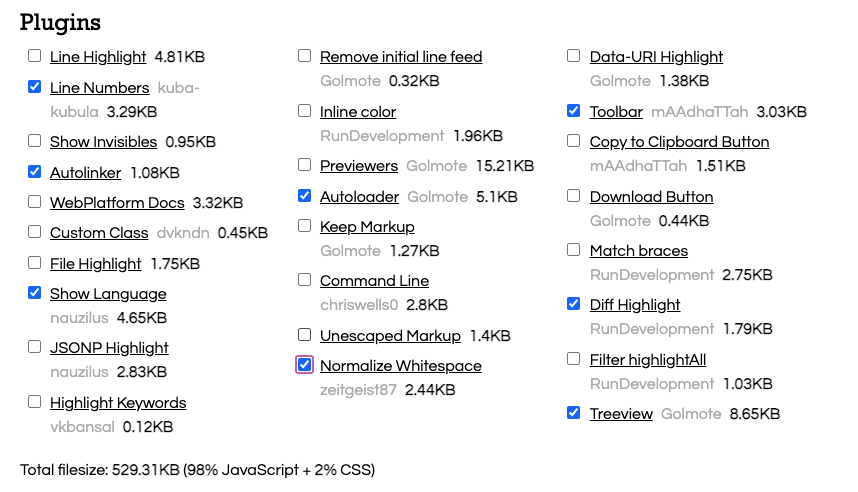 Plugins
Line Highlight 4.81KB
Line Numbers kuba-
kubula 3.29KB
Show Invisibles 0.95KB
Autolinker 1.08KB
WebPlatform Docs 3.32KB
Custom Class dvkndn 0.45KB
File Highlight 1.75KB
Show Language
nauzilus 4.65KB
JSONP Highlight
nauzilus 2.83KB
Highlight Keywords
vkbansal 0.12KB
Remove initial line feed
Golmote 0.32KB
Inline color
RunDevelopment 1.96KB
Previewers Golmote 15.21KB
Autoloader Golmote 5.1KB
Keep Markup
Golmote 1.27KB
Command Line
chriswells0 2.8KB
Unescaped Markup 1.4KB
Normalize Whitespace
zeitgeist87 2.44KB
Data-URI Highlight
Golmote 1.38KB
Toolbar mAAdhaTTah 3.03KB
Copy to Clipboard Button
mAAdhaTTah 1.51KB
Download Button
Golmote 0.44KB
Match braces
RunDevelopment 2.75KB
Diff Highlight
RunDevelopment 1.79KB
Filter highlightAll
RunDevelopment 1.03KB
Treeview Golmote 8.65KB
Total filesize: 529.31KB (98% JavaScript + 2% CSS)